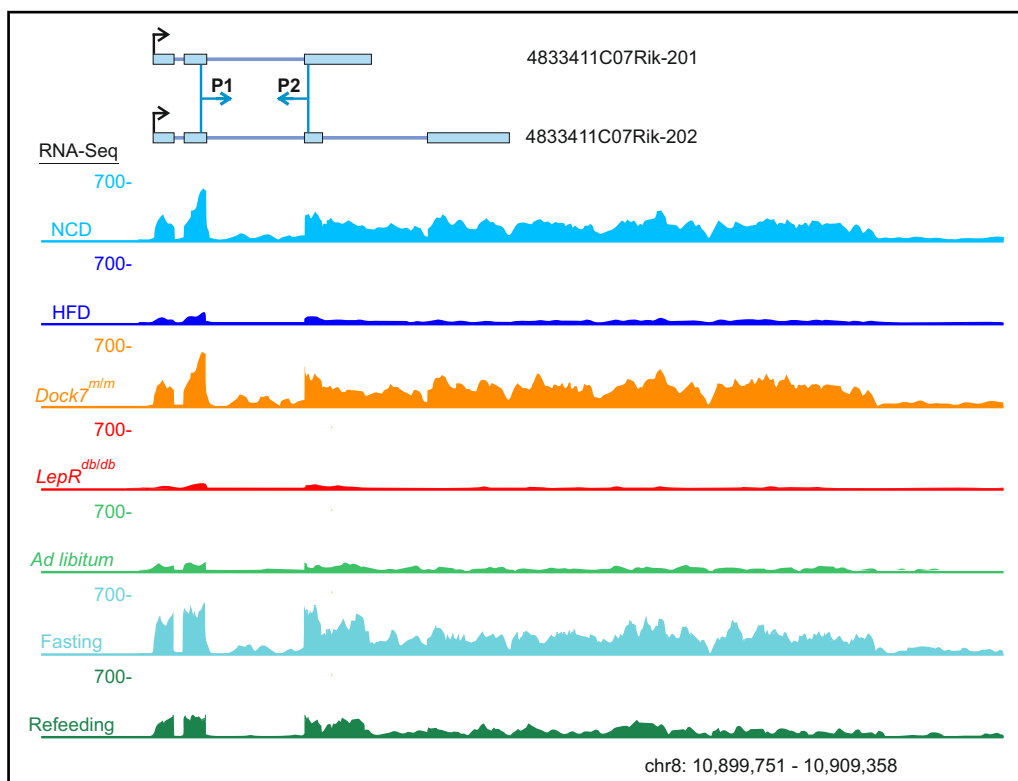 4833411C07Rik-201
P1 P2
4833411C07Rik-202
RNA-Seq
700-
NCD
700-
HFD
700-
Dock7m/m
700-
LepRdb/db
700-
Ad libitum
700-
Fasting
700-
Refeeding
chr8: 10,899,751 - 10,909,358